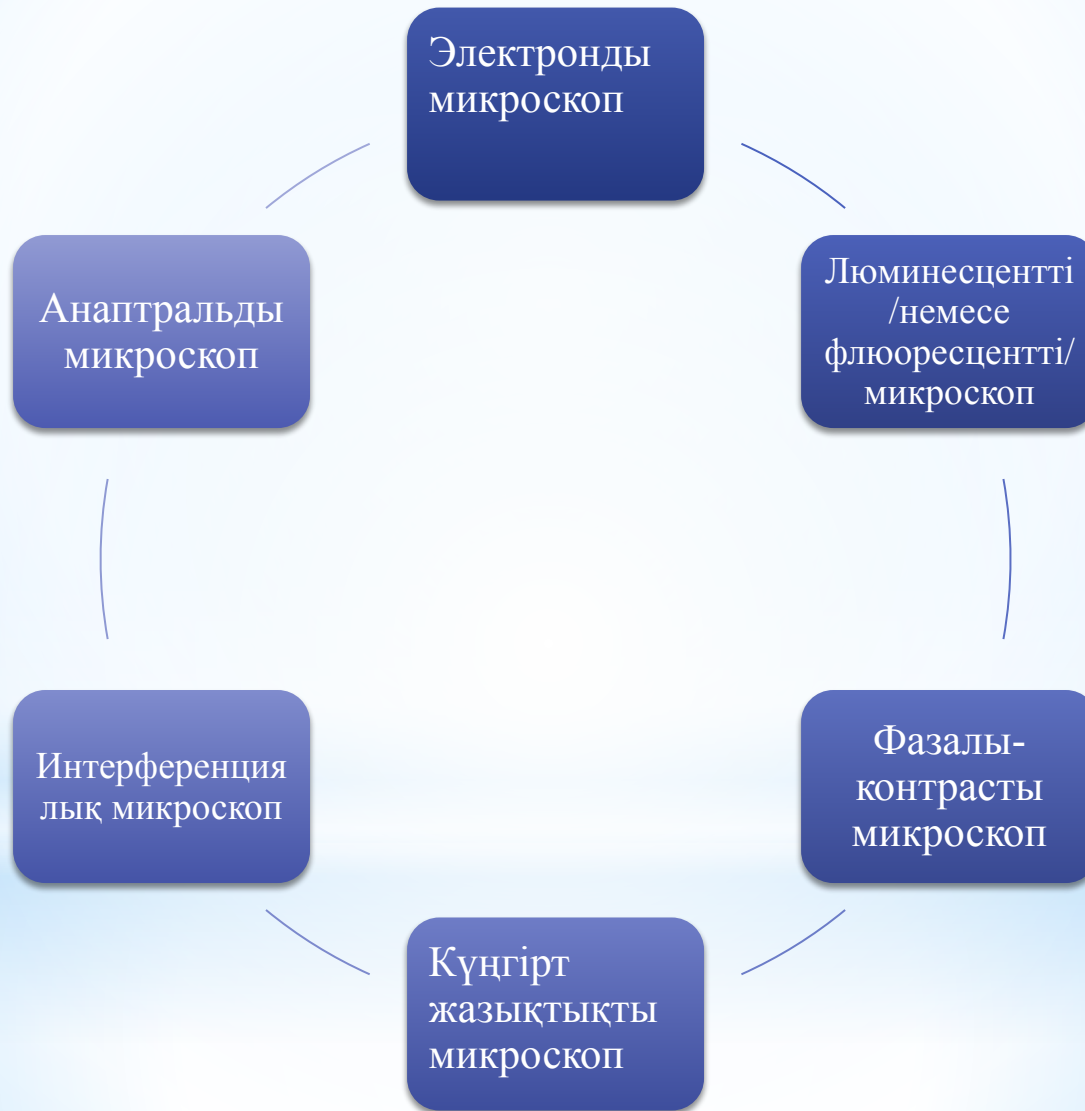 Электронды
микроскоп
Люминесцентті
/немесе
флюоресцентті/
микроскоп
Фазалы-
контрасты
микроскоп
Күңгірт
жазықтықты
микроскоп
Интерференция
лық микроскоп
Анаптральды
микроскоп